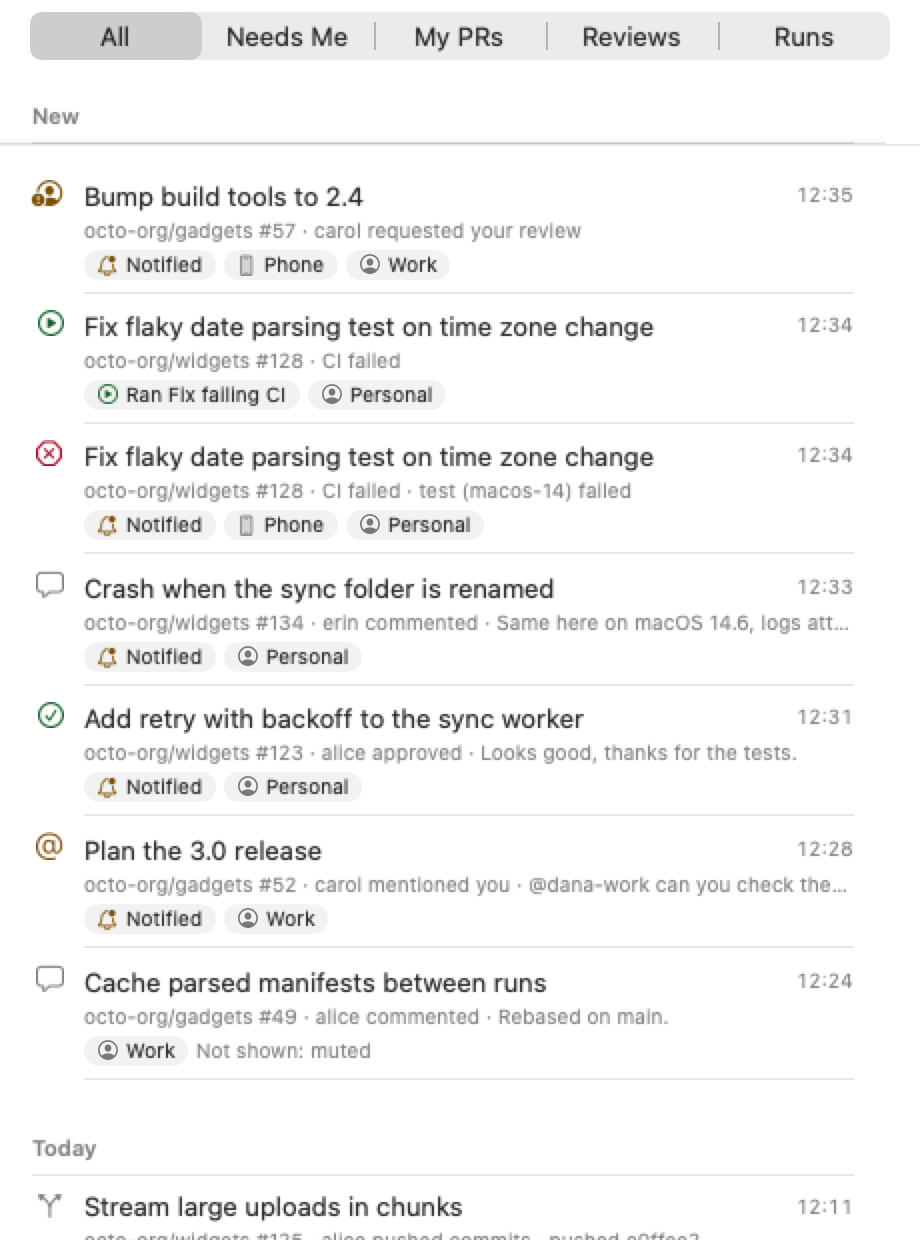 All Needs Me My PRs Reviews Runs
New
Bump build tools to 2.4 12:35
octo-org/gadgets #57 · carol requested your review
Notified Phone Work
Fix flaky date parsing test on time zone change 12:34
octo-org/widgets #128 · CI failed
Ran Fix failing CI Personal
Fix flaky date parsing test on time zone change 12:34
octo-org/widgets #128 · CI failed · test (macos-14) failed
Notified Phone Personal
Crash when the sync folder is renamed 12:33
octo-org/widgets #134 · erin commented · Same here on macOS 14.6, logs att…
Notified Personal
Add retry with backoff to the sync worker 12:31
octo-org/widgets #123 · alice approved · Looks good, thanks for the tests.
Notified Personal
Plan the 3.0 release 12:28
octo-org/gadgets #52 · carol mentioned you · @dana-work can you check the…
Notified Work
Cache parsed manifests between runs 12:24
octo-org/gadgets #49 · alice commented · Rebased on main.
Work Not shown: muted
Today
Stream large uploads in chunks 12:11
octo-org/widgets #125 · alice pushed commits · pushed